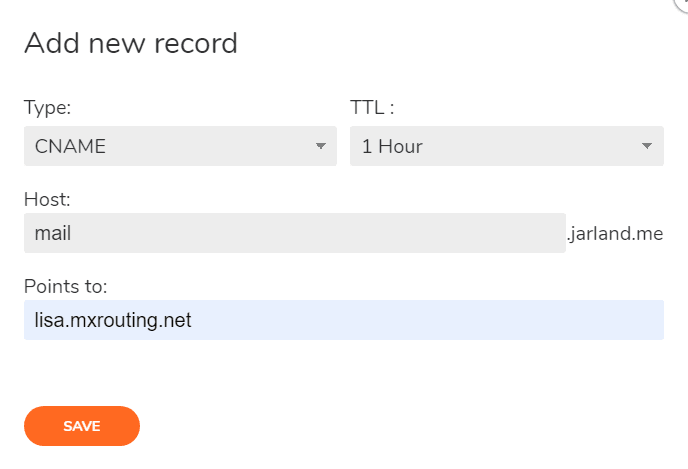 Add new record
Type: TTL :
CNAME 1 Hour
Host:
mail .jarland.me
Points to:
lisa.mxrouting.net
SAVE